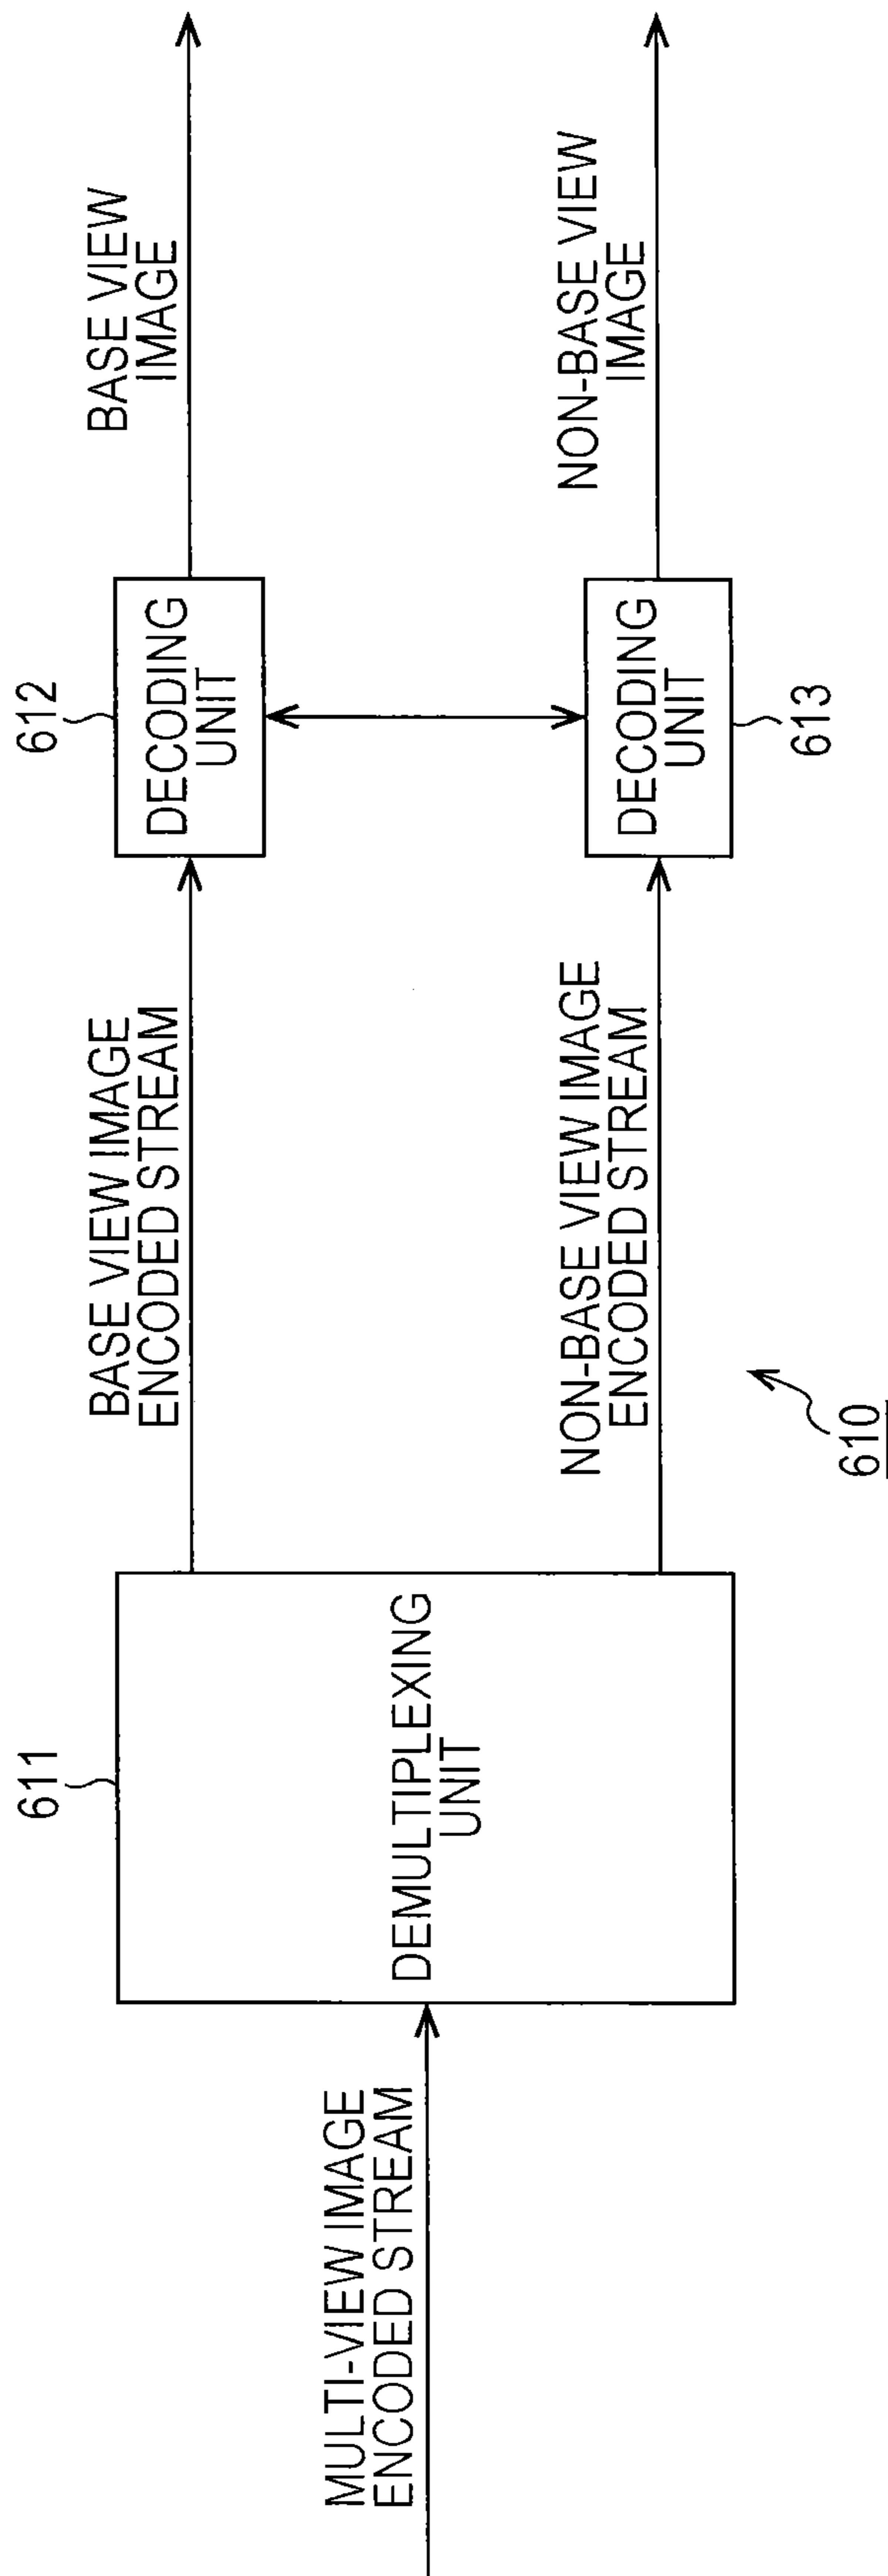 MULTI-VIEW IMAGE
ENCODED STREAM
611
DEMULTIPLEXING
UNIT
BASE VIEW IMAGE
ENCODED STREAM
NON-BASE VIEW IMAGE
ENCODED STREAM
610
612
DECODING
UNIT
DECODING
UNIT
613
BASE VIEW
IMAGE
NON-BASE VIEW
IMAGE